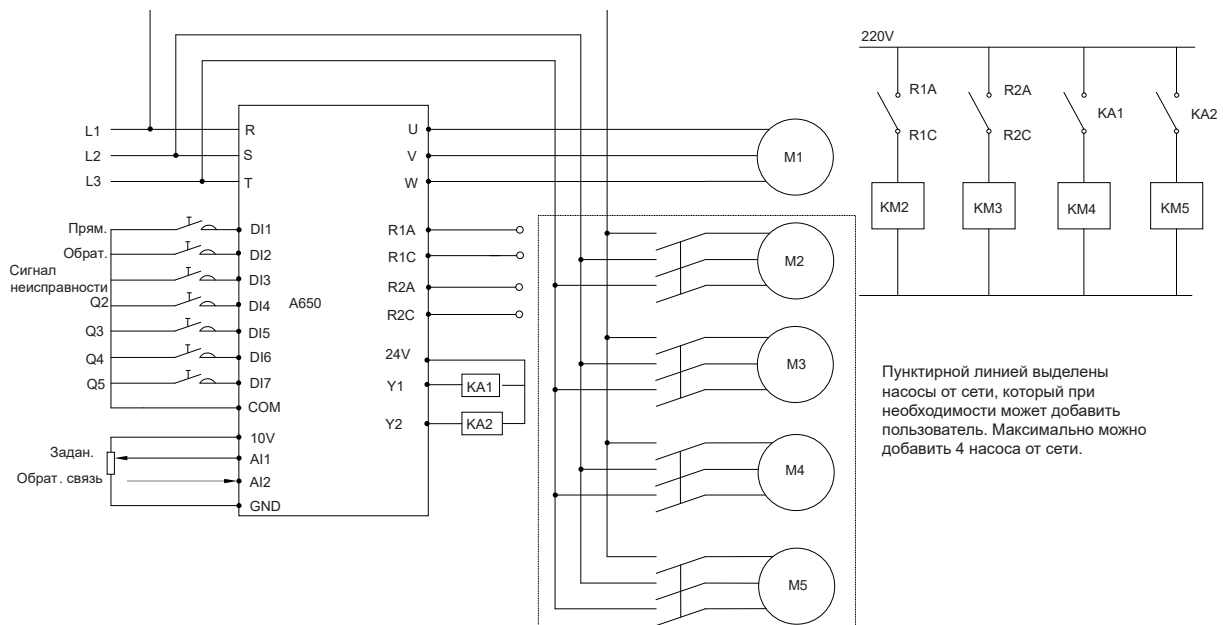 220V
R1A
R1C
R2A
R2C
KA1
KA2
KM2
KM3
KM4
KM5
L1
L2
L3
R
S
T
U
V
W
M1
Прям.
Обрат.
Сигнал
неисправности
Q2
Q3
Q4
Q5
DI1
DI2
DI3
DI4
DI5
DI6
DI7
COM
A650
R1A
R1C
R2A
R2C
24V
Y1
Y2
KA1
KA2
10V
AI1
AI2
GND
Задан.
Обрат. связь
M2
M3
M4
M5
Пунктирной линией выделены
насосы от сети, который при
необходимости может добавить
пользователь. Максимально можно
добавить 4 насоса от сети.